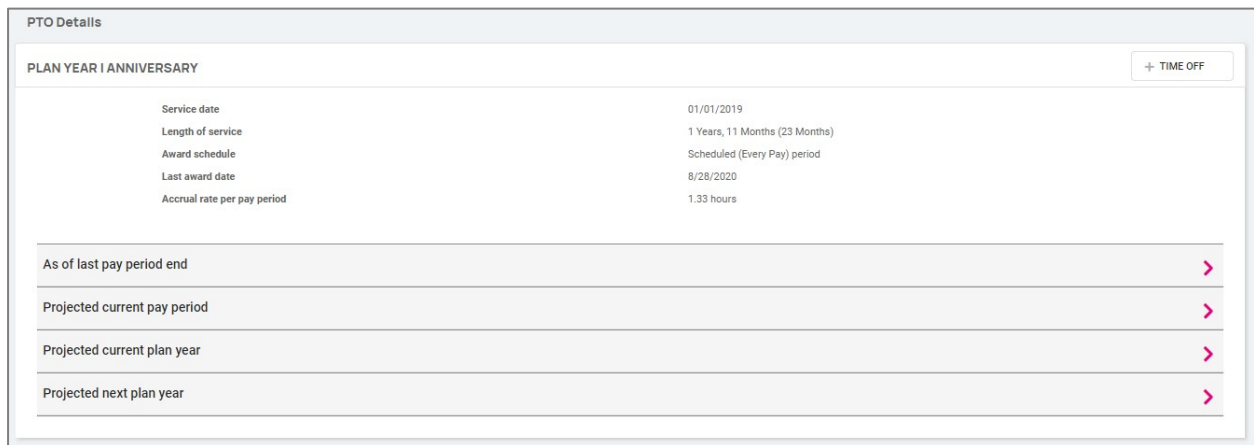 PTO Details
PLAN YEAR I ANNIVERSARY
+ TIME OFF
Service date 01/01/2019
Length of service 1 Years, 11 Months (23 Months)
Award schedule Scheduled (Every Pay) period
Last award date 8/28/2020
Accrual rate per pay period 1.33 hours
As of last pay period end
Projected current pay period
Projected current plan year
Projected next plan year